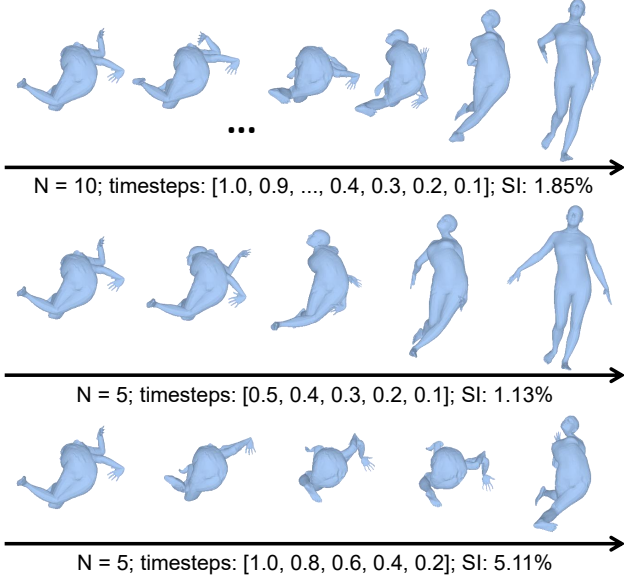 ...
N = 10; timesteps: [1.0, 0.9, ..., 0.4, 0.3, 0.2, 0.1]; SI: 1.85%
N = 5; timesteps: [0.5, 0.4, 0.3, 0.2, 0.1]; SI: 1.13%
N = 5; timesteps: [1.0, 0.8, 0.6, 0.4, 0.2]; SI: 5.11%